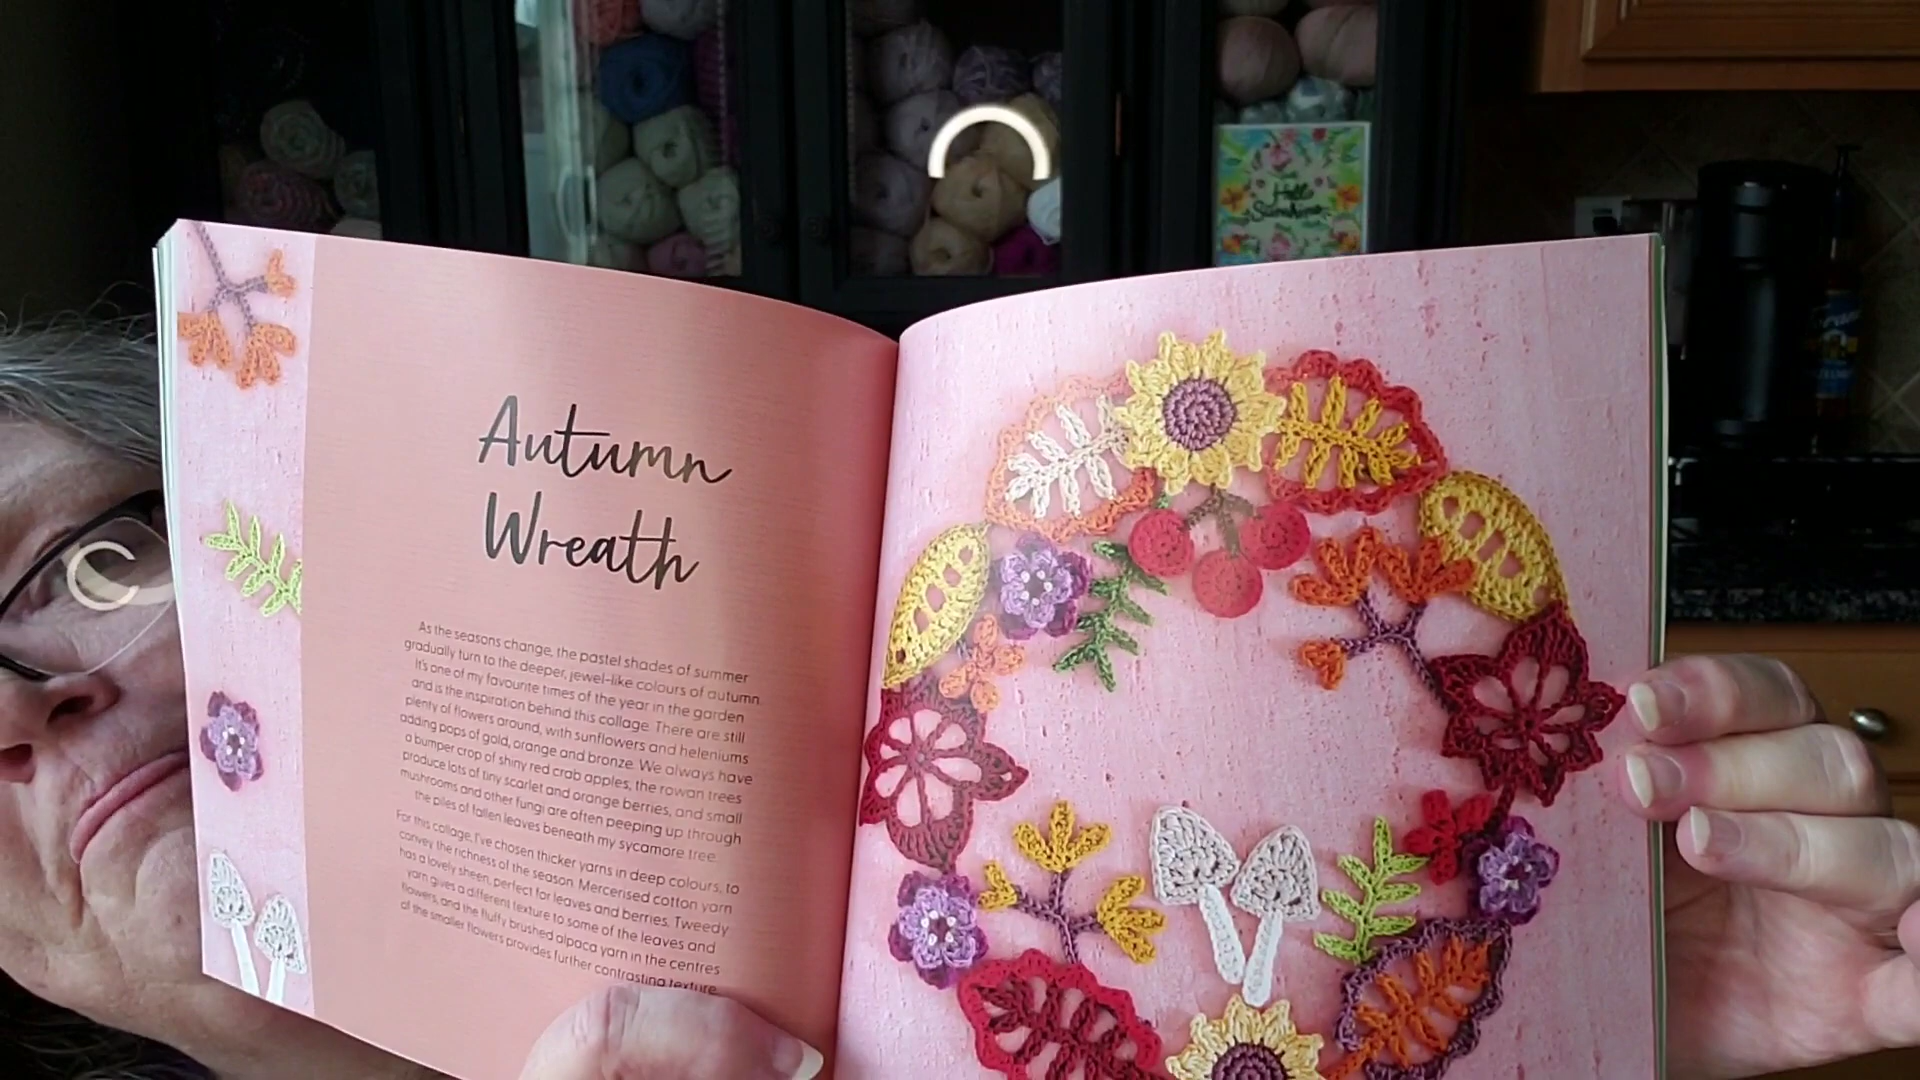 Hello
Sunshine
Autumn
Wreath
As the seasons change, the pastel shades of summer
gradually turn to the deeper, jewel-like colours of autumn.
It's one of my favourite times of the year in the garden
and is the inspiration behind this collage. There are still
plenty of flowers around, with sunflowers and heleniums
adding pops of gold, orange and bronze. We always have
a bumper crop of shiny red crab apples, the rowan trees
produce lots of tiny scarlet and orange berries, and small
mushrooms and other fungi are often peeping up through
the piles of fallen leaves beneath my sycamore tree.
For this collage, I've chosen thicker yarns in deep colours, to
convey the richness of the season. Mercerised cotton yarn
has a lovely sheen, perfect for leaves and berries. Tweedy
yarn gives a different texture to some of the leaves and
flowers, and the fluffy brushed alpaca yarn in the centres
of the smaller flowers provides further contrasting texture.